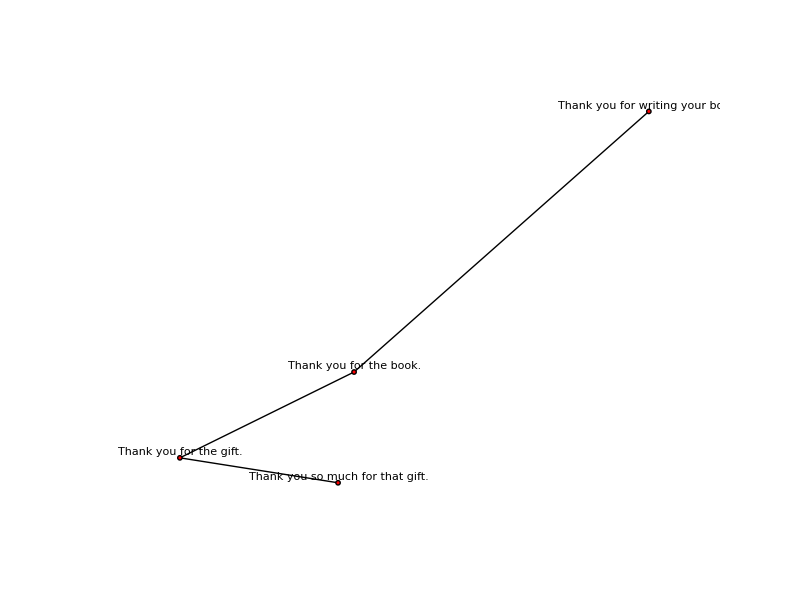 Thank you for writing your
Thank you for the book.
Thank you for the gift.
Thank you so much for that gift.